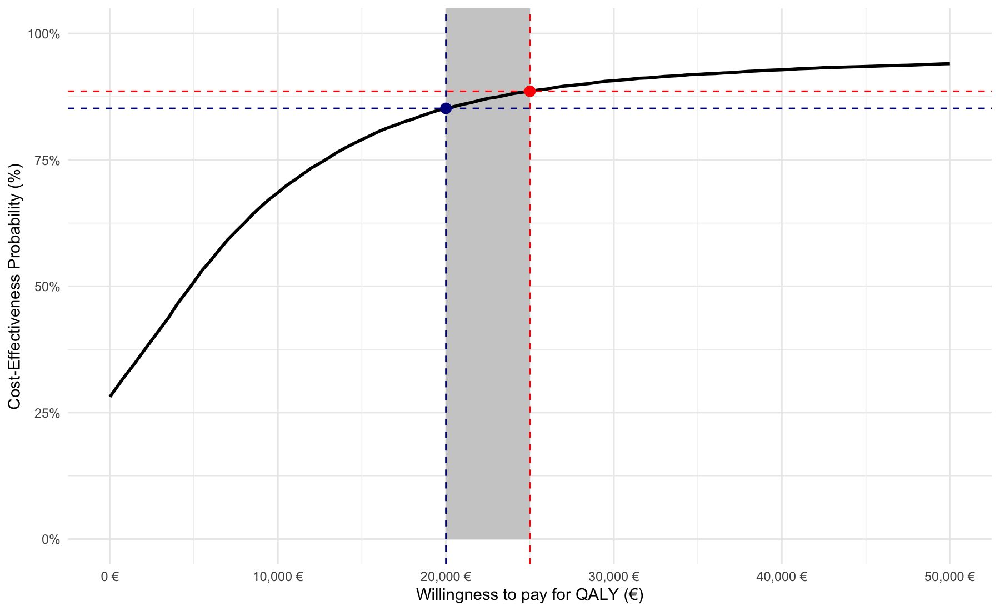 100%
75%
50%
25%
0%
Cost-Effectiveness Probability (%)
0 € 10,000 € 20,000 € 30,000 € 40,000 € 50,000 €
Willingness to pay for QALY (€)